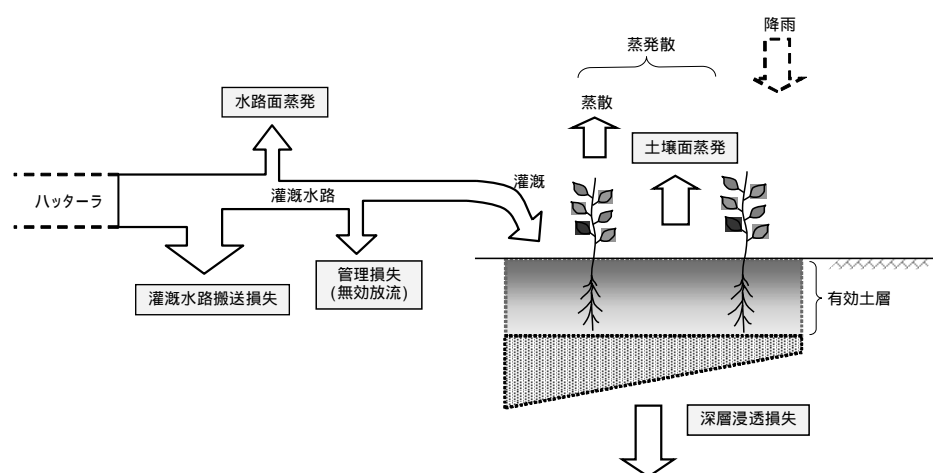 降雨
蒸発散
水路面蒸発
蒸散
土壌面蒸発
灌漑
ハッターラ
灌漑水路
管理損失
(無効放流)
灌漑水路搬送損失
有効土層
深層浸透損失